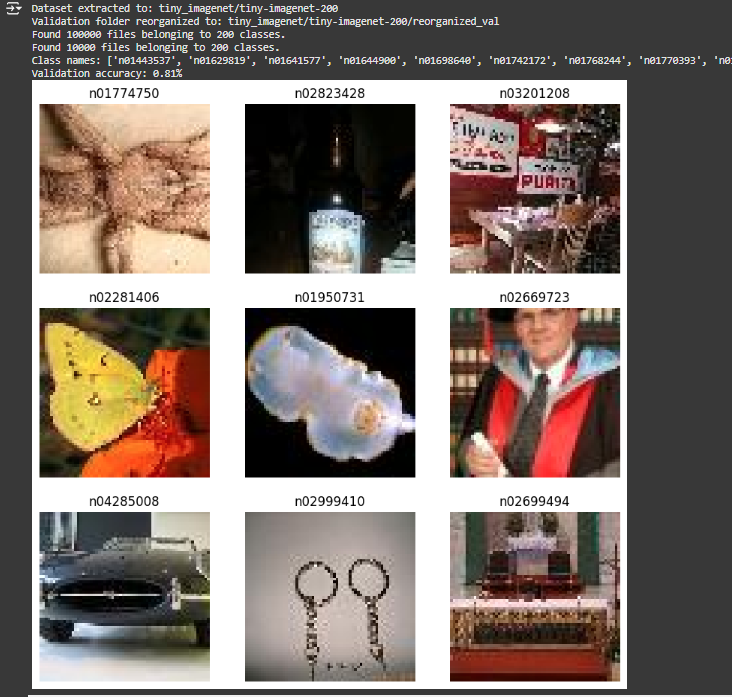 Dataset extracted to: tiny_imagenet/tiny-imagenet-200
Validation folder reorganized to: tiny_imagenet/tiny-imagenet-200/reorganized_val
Found 100000 files belonging to 200 classes.
Found 10000 files belonging to 200 classes.
Class names: ['n01443537', 'n01629819', 'n01641577', 'n01644900', 'n01698640', 'n01742172', 'n01768244', 'n01770393',
Validation accuracy: 0.81%
n01774750 n02823428 n03201208
PURITY
n02281406 n01950731 n02669723
n04285008 n02999410 n02699494